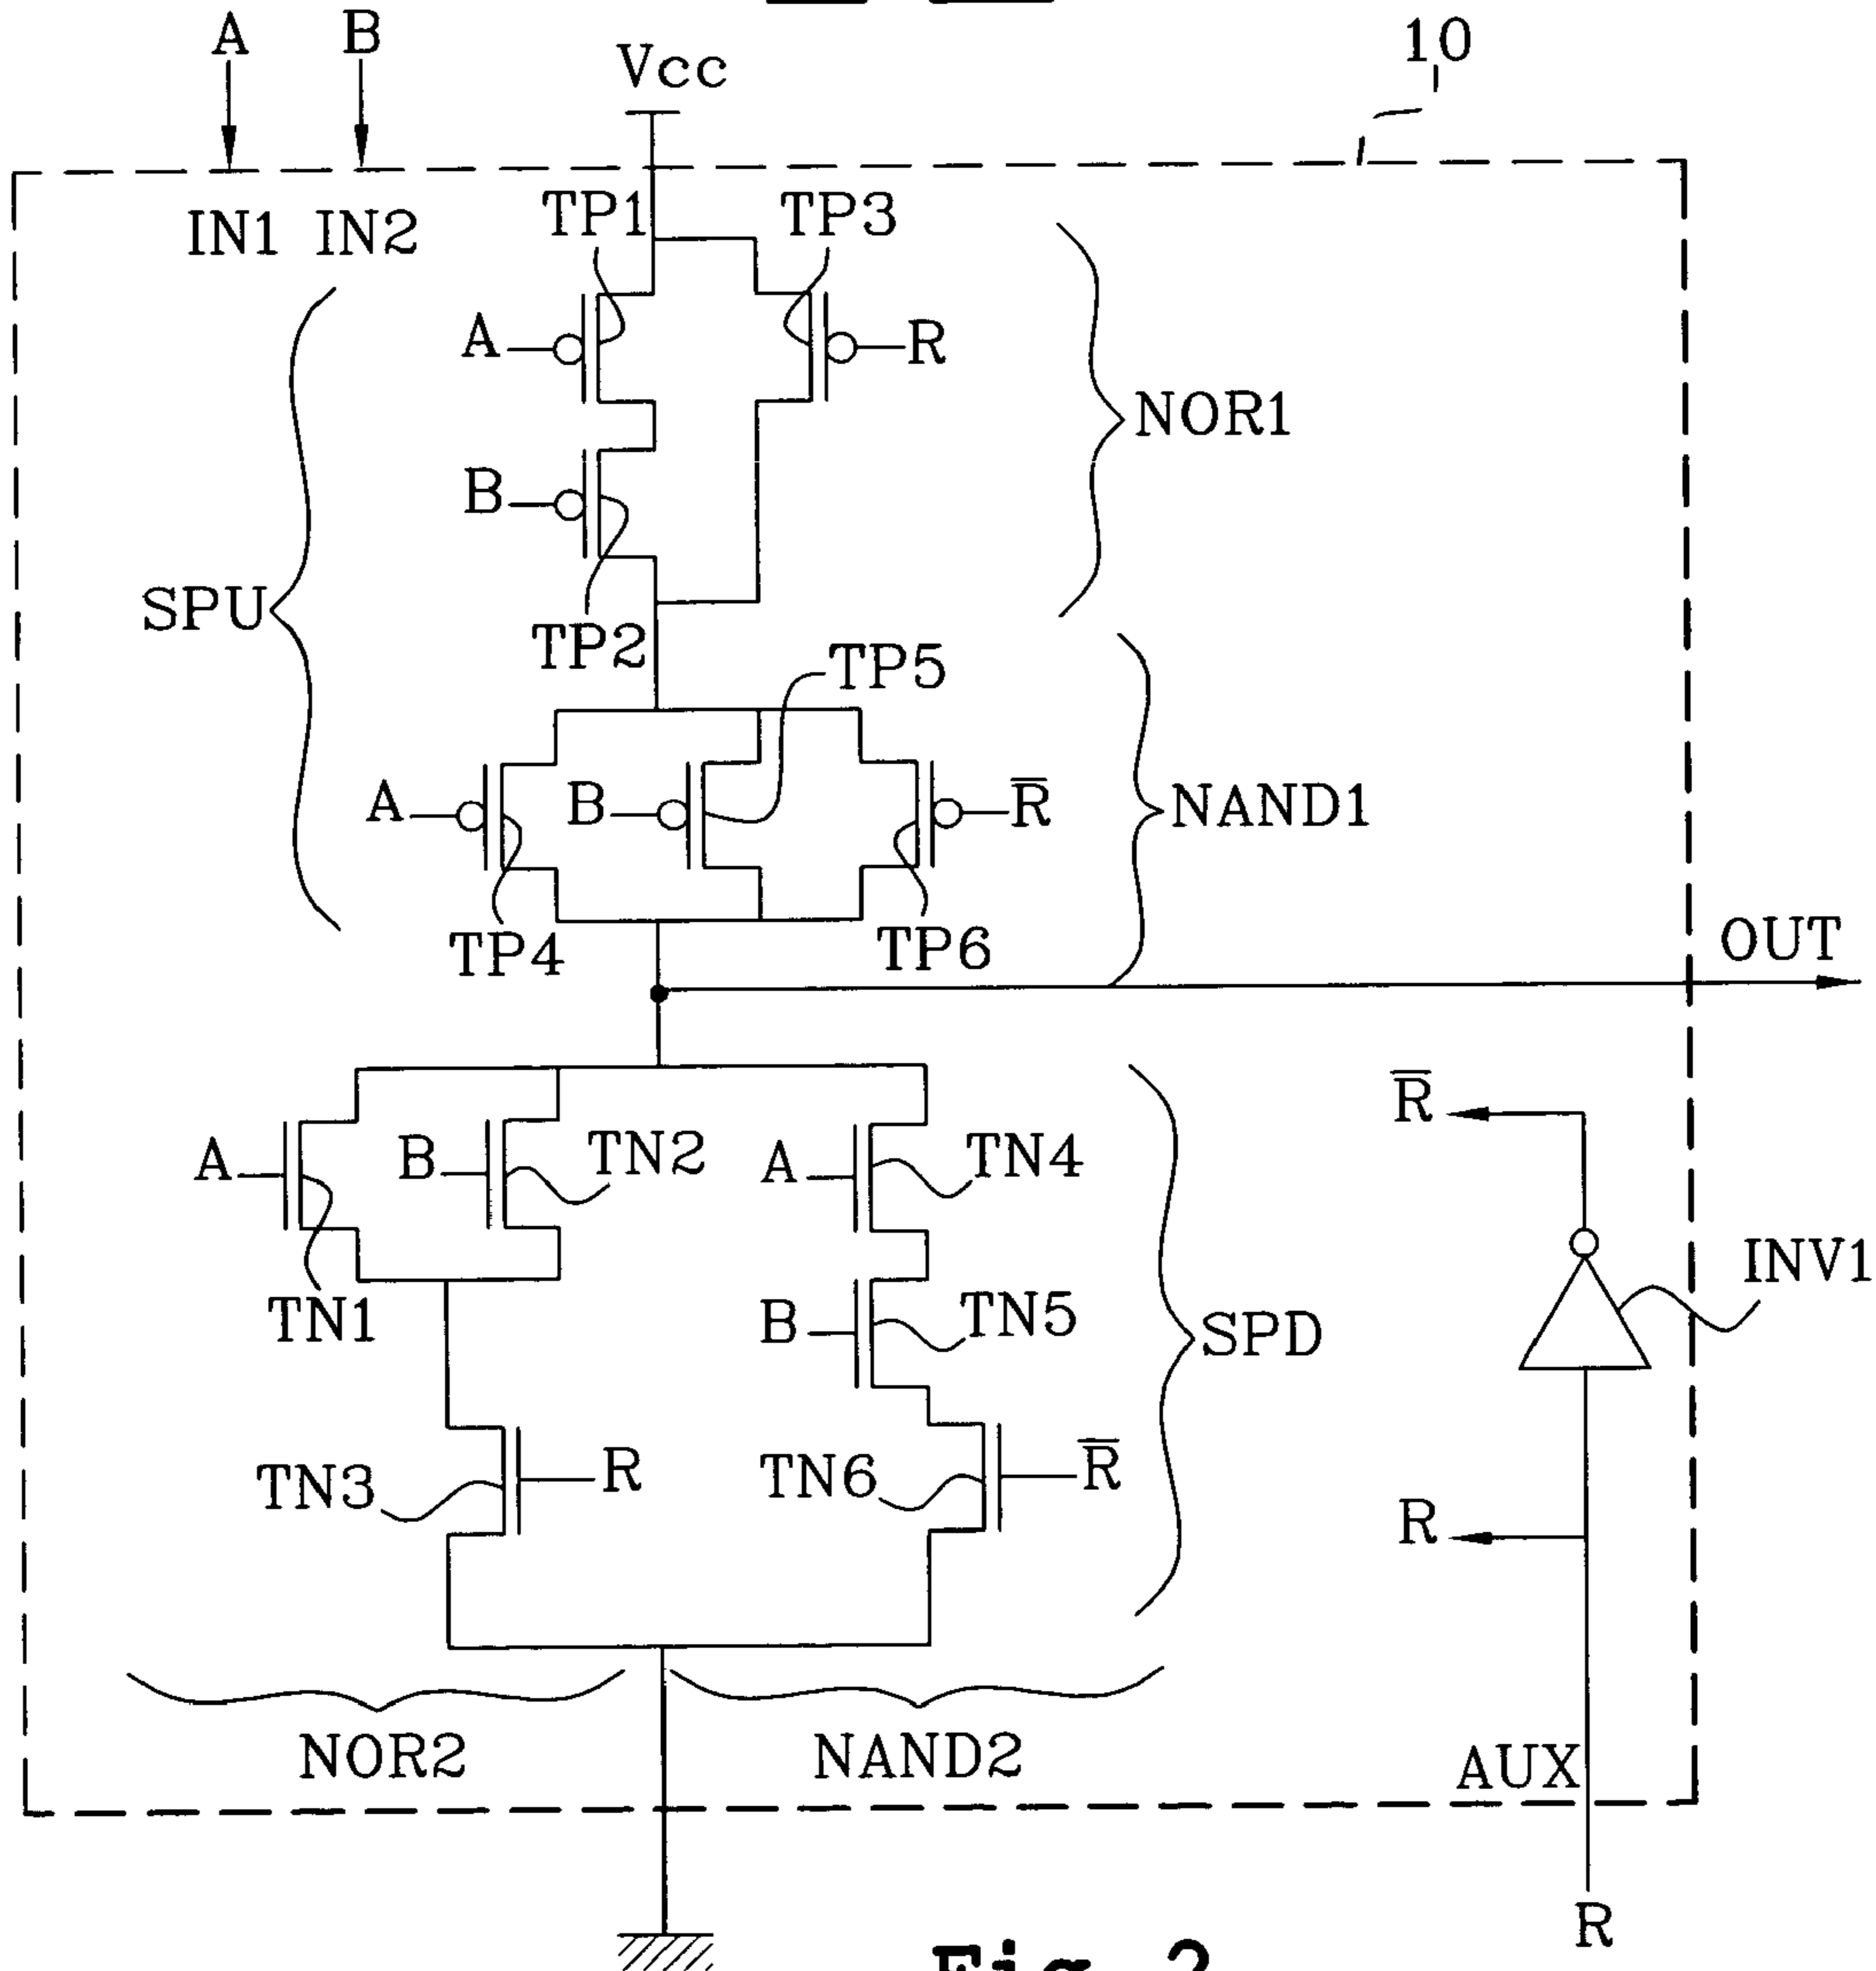 A B Vcc 10
IN1 IN2 TP1 TP3
A R
NOR1
B
SPU TP2 TP5
A B R̅ NAND1
TP4 TP6 OUT
A B TN2 A TN4 R̅
TN1 B TN5 SPD INV1
TN3 R TN6 R̅ R
NOR2 NAND2 AUX
R